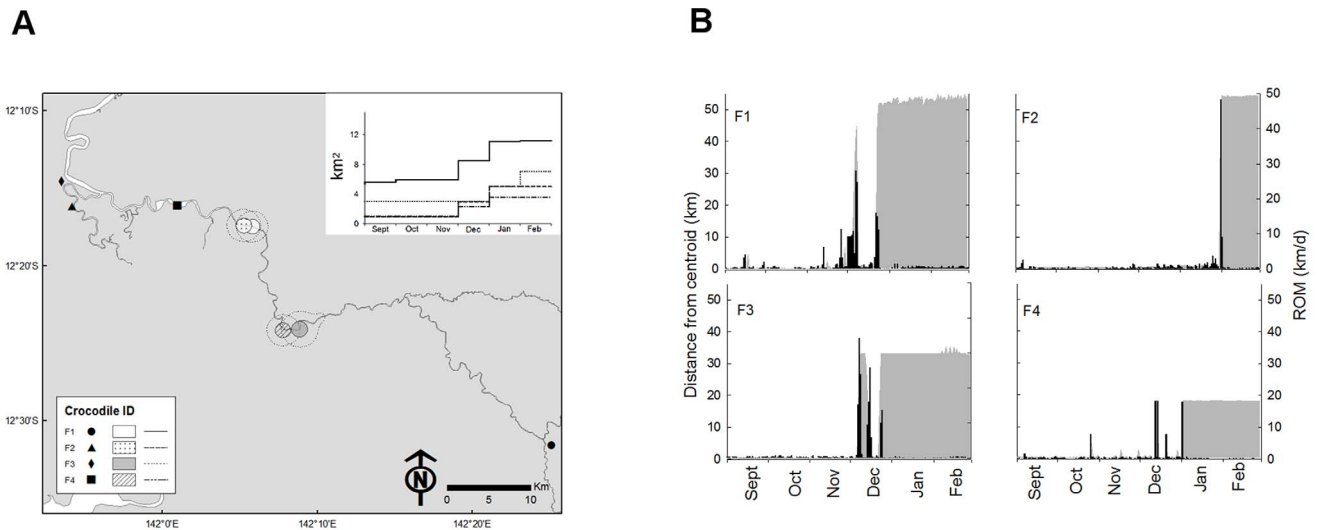 A
B
12°10'S
12°20'S
12°30'S
142°0'E
142°10'E
142°20'E
km²
12
8
4
0
Sept Oct Nov Dec Jan Feb
Crocodile ID
F1
F2
F3
F4
N
Km
0 5 10
Distance from centroid (km)
ROM (km/d)
F1
50
40
30
20
10
0
F2
50
40
30
20
10
0
F3
50
40
30
20
10
0
F4
50
40
30
20
10
0
Sept Oct Nov Dec Jan Feb
Sept Oct Nov Dec Jan Feb